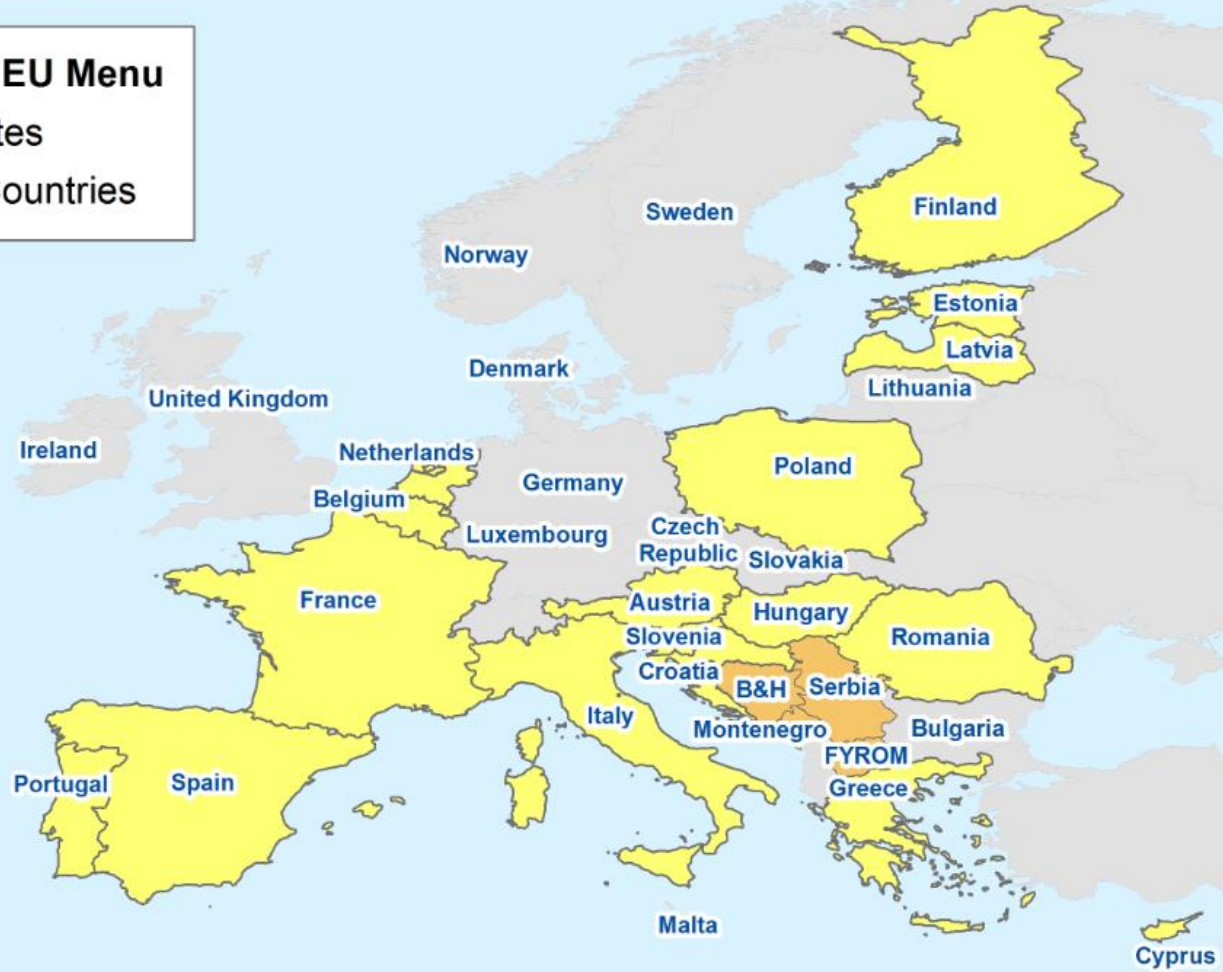 EU Menu
tes
Countries
Finland
Sweden
Norway
Estonia
Latvia
Denmark
Lithuania
United Kingdom
Ireland
Netherlands
Poland
Germany
Belgium
Luxembourg
Czech
Republic
Slovakia
France
Austria
Hungary
Slovenia
Romania
Croatia
B&H
Serbia
Italy
Montenegro
Bulgaria
FYROM
Portugal
Spain
Greece
Malta
Cyprus